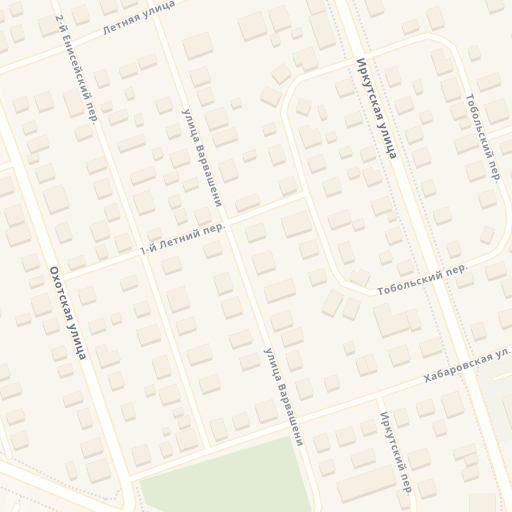 Летняя улица
2-й Енисейский пер.
Иркутская улица
улица Варвашени
Тобольский пер.
1-й Летний пер.
Охотская улица
Тобольский пер.
улица Варвашени
Хабаровская ул.
Иркутский пер.